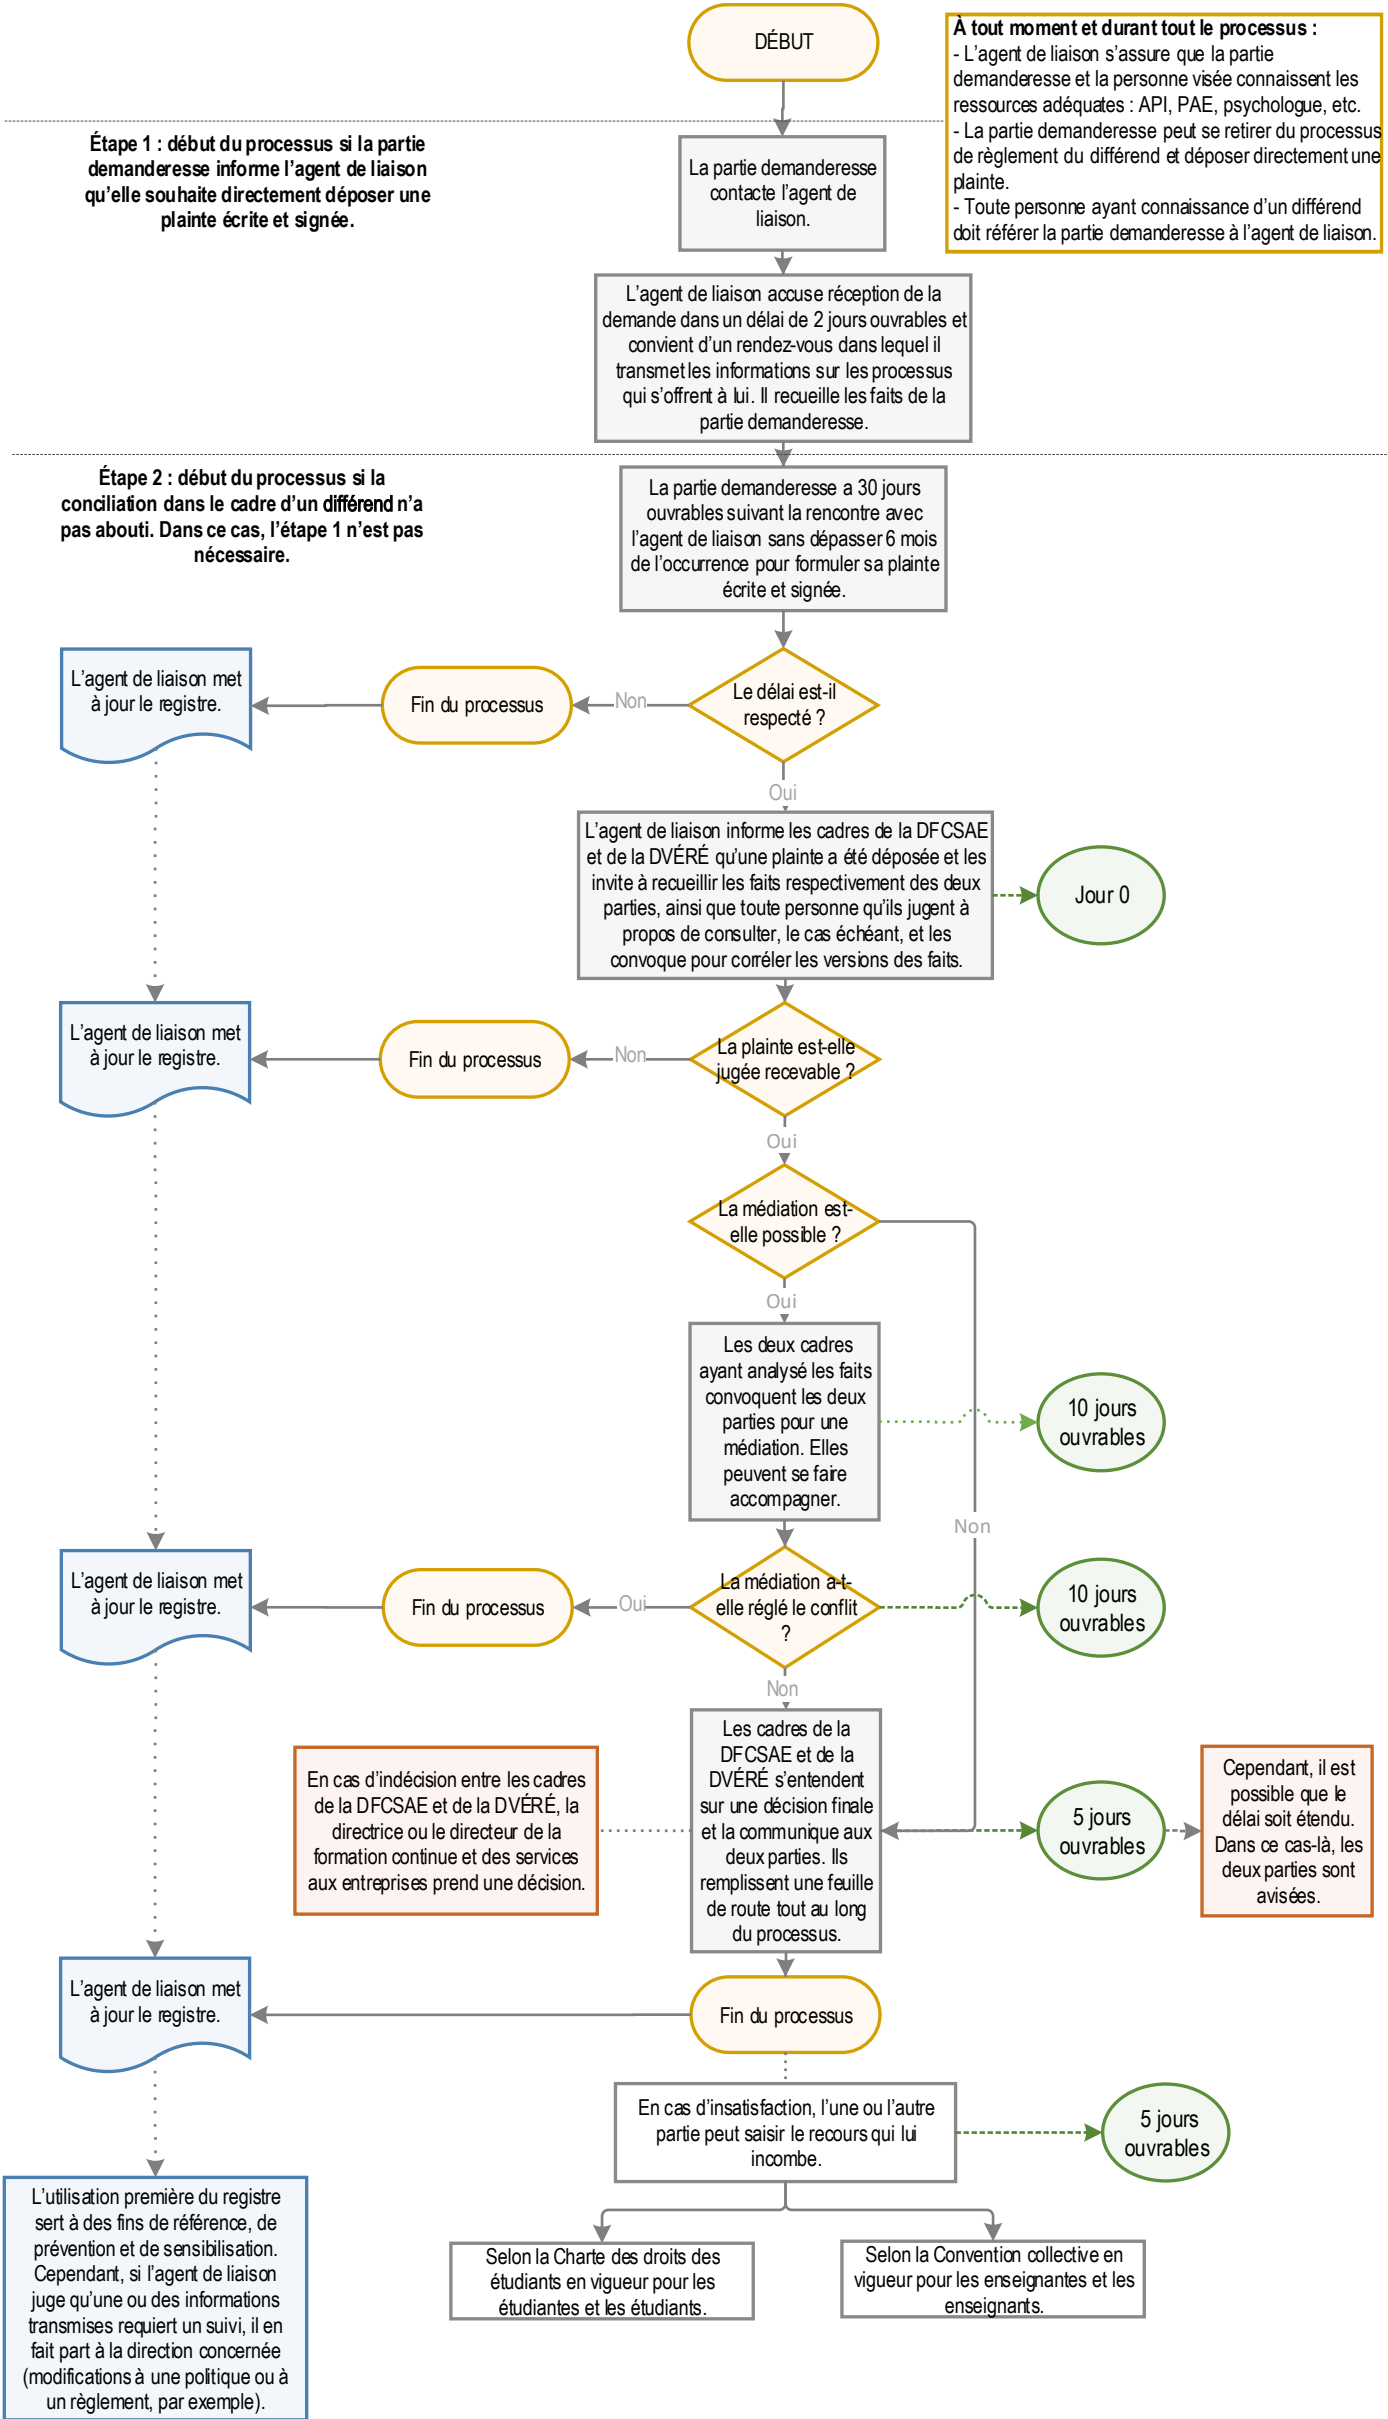 DÉBUT
À tout moment et durant tout le processus :
- L'agent de liaison s'assure que la partie
demanderesse et la personne visée connaissent les
ressources adéquates : API, PAE, psychologue, etc.
- La partie demanderesse peut se retirer du processus
de règlement du différend et déposer directement une
plainte.
- Toute personne ayant connaissance d'un différend
doit référer la partie demanderesse à l'agent de liaison.
Étape 1 : début du processus si la partie
demanderesse informe l'agent de liaison
qu'elle souhaite directement déposer une
plainte écrite et signée.
La partie demanderesse
contacte l'agent de
liaison.
L'agent de liaison accuse réception de la
demande dans un délai de 2 jours ouvrables et
convient d'un rendez-vous dans lequel il
transmet les informations sur les processus
qui s'offrent à lui. Il recueille les faits de la
partie demanderesse.
Étape 2 : début du processus si la
conciliation dans le cadre d'un différend n'a
pas abouti. Dans ce cas, l'étape 1 n'est pas
nécessaire.
La partie demanderesse a 30 jours
ouvrables suivant la rencontre avec
l'agent de liaison sans dépasser 6 mois
de l'occurrence pour formuler sa plainte
écrite et signée.
L'agent de liaison met
à jour le registre.
Fin du processus
Non
Le délai est-il
respecté ?
Oui
L'agent de liaison informe les cadres de la DFCSAE
et de la DVÉRÉ qu'une plainte a été déposée et les
invite à recueillir les faits respectivement des deux
parties, ainsi que toute personne qu'ils jugent à
propos de consulter, le cas échéant, et les
convoque pour corréler les versions des faits.
Jour 0
L'agent de liaison met
à jour le registre.
Fin du processus
Non
La plainte est-elle
jugée recevable ?
Oui
La médiation est-
elle possible ?
Oui
Les deux cadres
ayant analysé les faits
convoquent les deux
parties pour une
médiation. Elles
peuvent se faire
accompagner.
10 jours
ouvrables
Non
L'agent de liaison met
à jour le registre.
Fin du processus
Oui
La médiation a-t-
elle réglé le conflit
?
10 jours
ouvrables
Non
En cas d'indécision entre les cadres
de la DFCSAE et de la DVÉRÉ, la
directrice ou le directeur de la
formation continue et des services
aux entreprises prend une décision.
Les cadres de la
DFCSAE et de la
DVÉRÉ s'entendent
sur une décision finale
et la communique aux
deux parties. Ils
remplissent une feuille
de route tout au long
du processus.
5 jours
ouvrables
Cependant, il est
possible que le
délai soit étendu.
Dans ce cas-là, les
deux parties sont
avisées.
L'agent de liaison met
à jour le registre.
Fin du processus
En cas d'insatisfaction, l'une ou l'autre
partie peut saisir le recours qui lui
incombe.
5 jours
ouvrables
L'utilisation première du registre
sert à des fins de référence, de
prévention et de sensibilisation.
Cependant, si l'agent de liaison
juge qu'une ou des informations
transmises requiert un suivi, il en
fait part à la direction concernée
(modifications à une politique ou à
un règlement, par exemple).
Selon la Charte des droits des
étudiants en vigueur pour les
étudiantes et les étudiants.
Selon la Convention collective en
vigueur pour les enseignantes et les
enseignants.